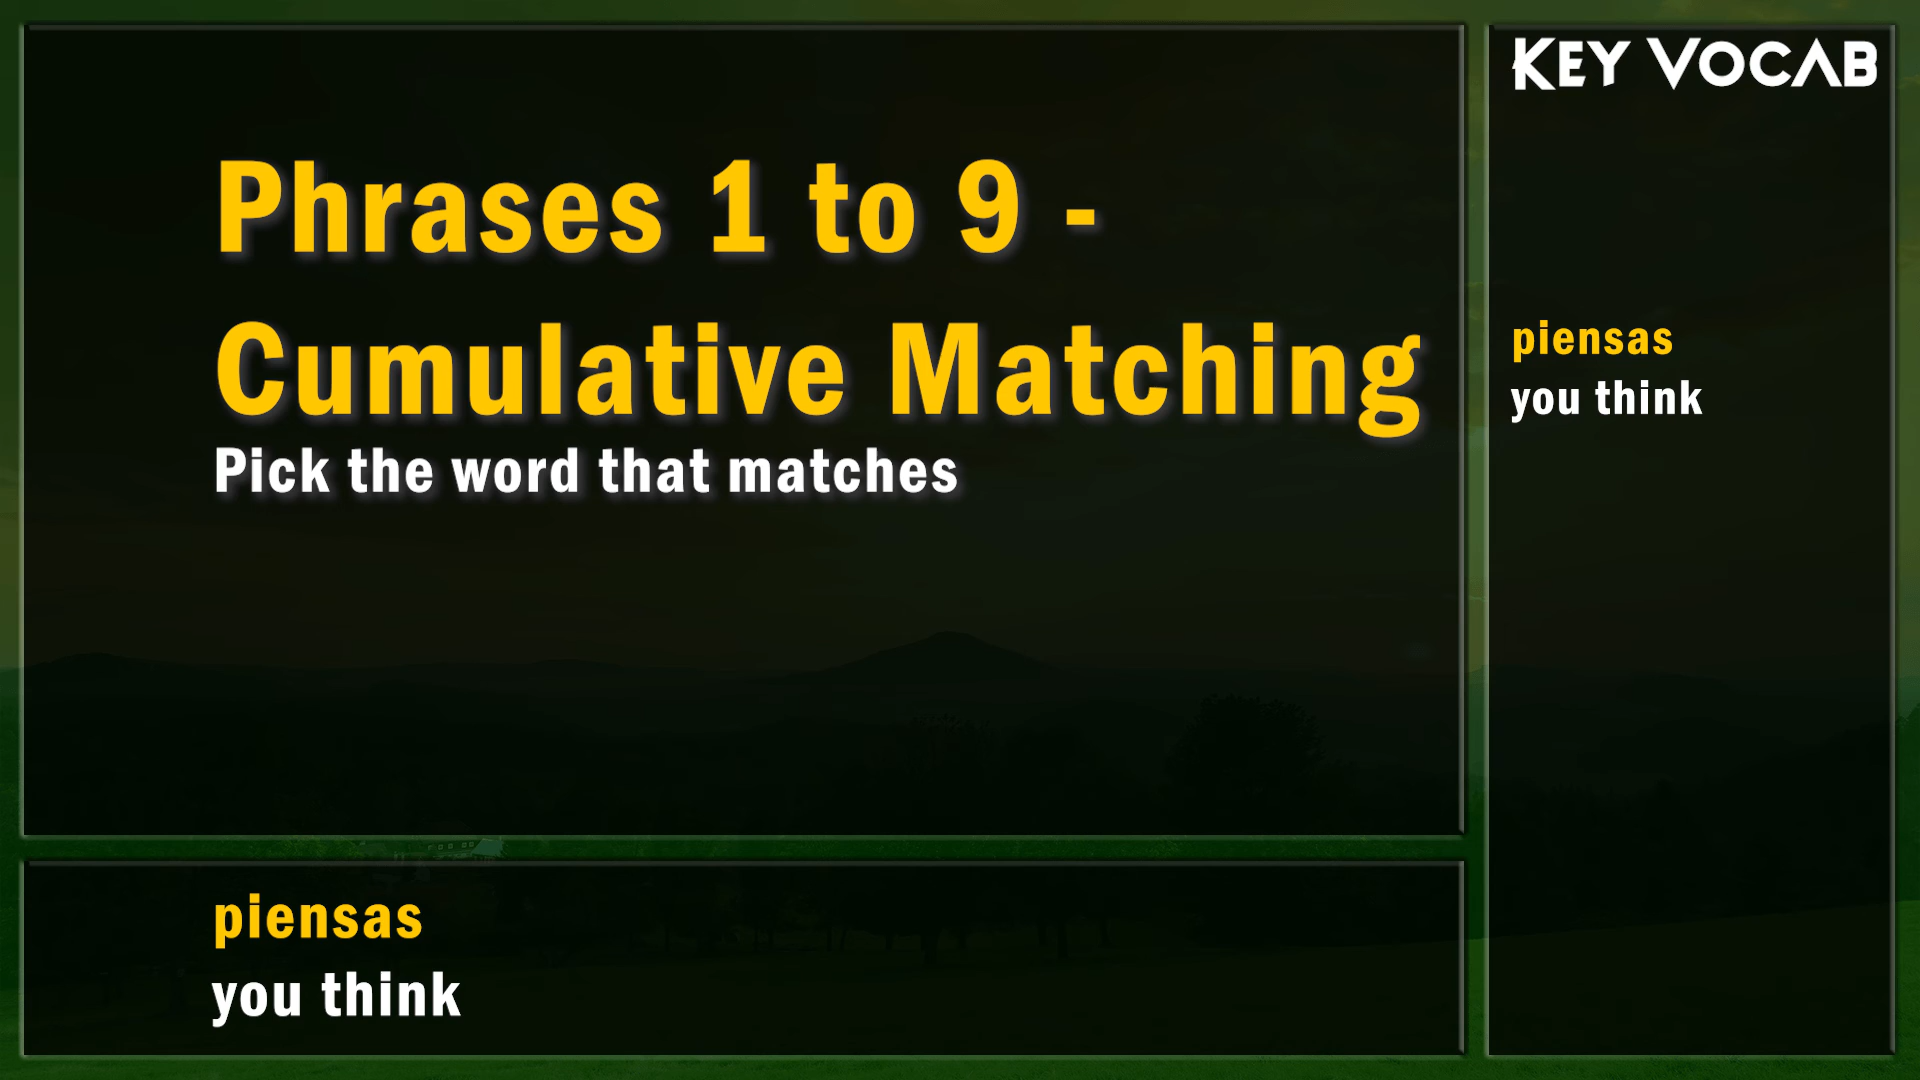 Phrases 1 to 9 -
Cumulative Matching
Pick the word that matches
piensas
you think
KEY VOCAB
piensas
you think